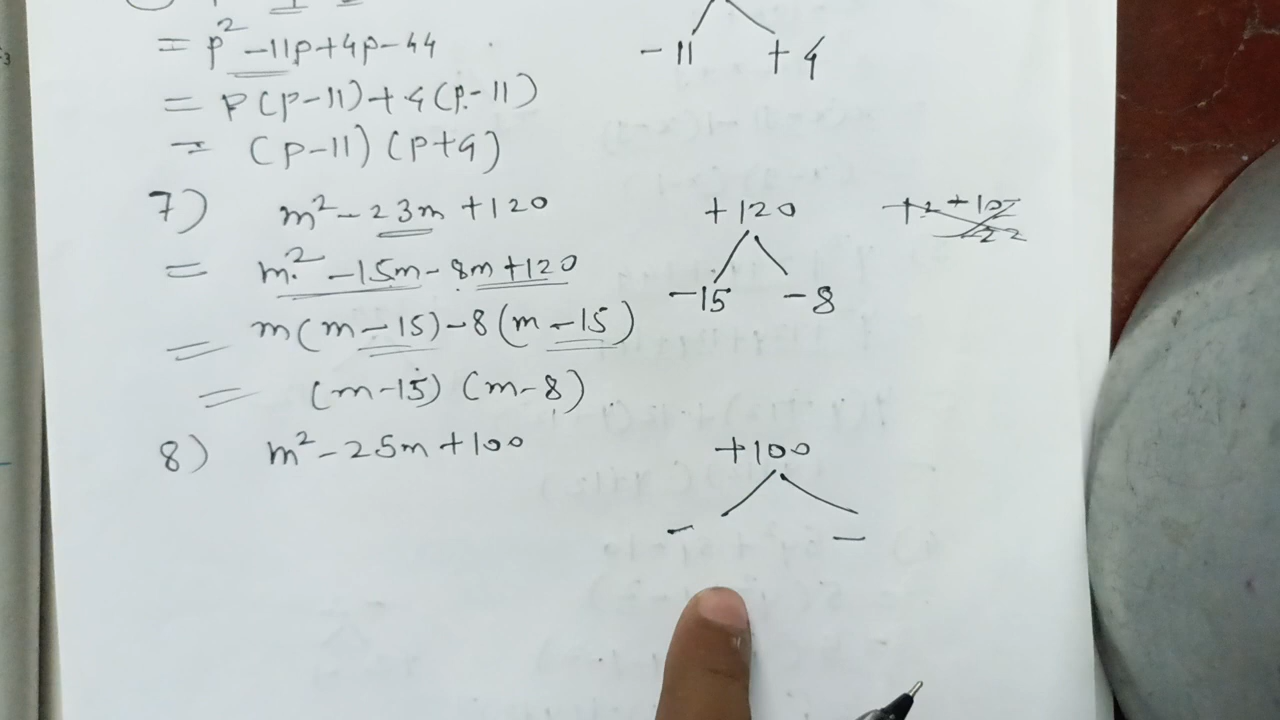 = p² -11p+4p-44
-11 +4
= p(p-11)+4(p-11)
= (p-11)(p+4)
7) m² - 23m +120
+120
= m² -15m-8m+120
-15 -8
= m(m-15)-8(m-15)
= (m-15) (m-8)
8) m² - 25m +100
+100
- -